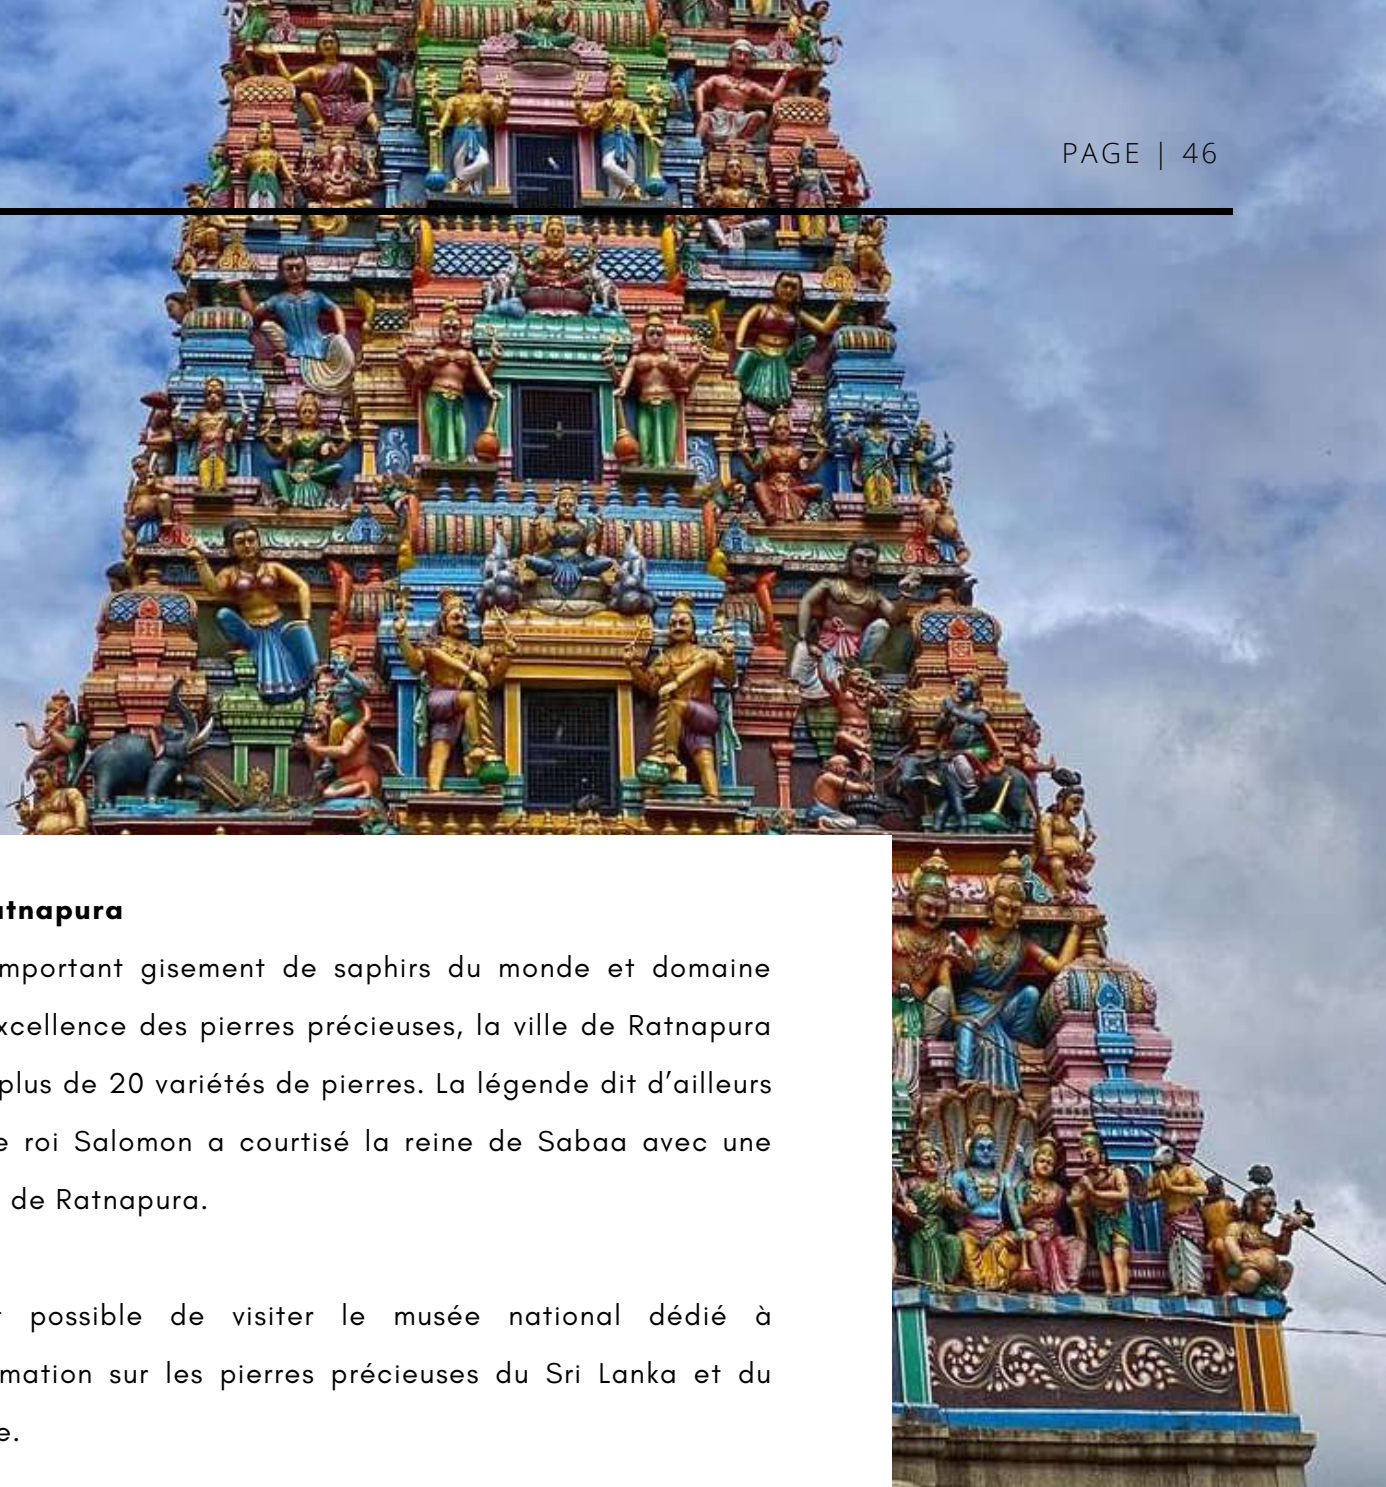 PAGE | 46
atnapura
mportant gisement de saphirs du monde et domaine
xcellence des pierres précieuses, la ville de Ratnapura
plus de 20 variétés de pierres. La légende dit d’ailleurs
e roi Salomon a courtisé la reine de Sabaa avec une
de Ratnapura.
possible de visiter le musée national dédié à
mation sur les pierres précieuses du Sri Lanka et du
e.